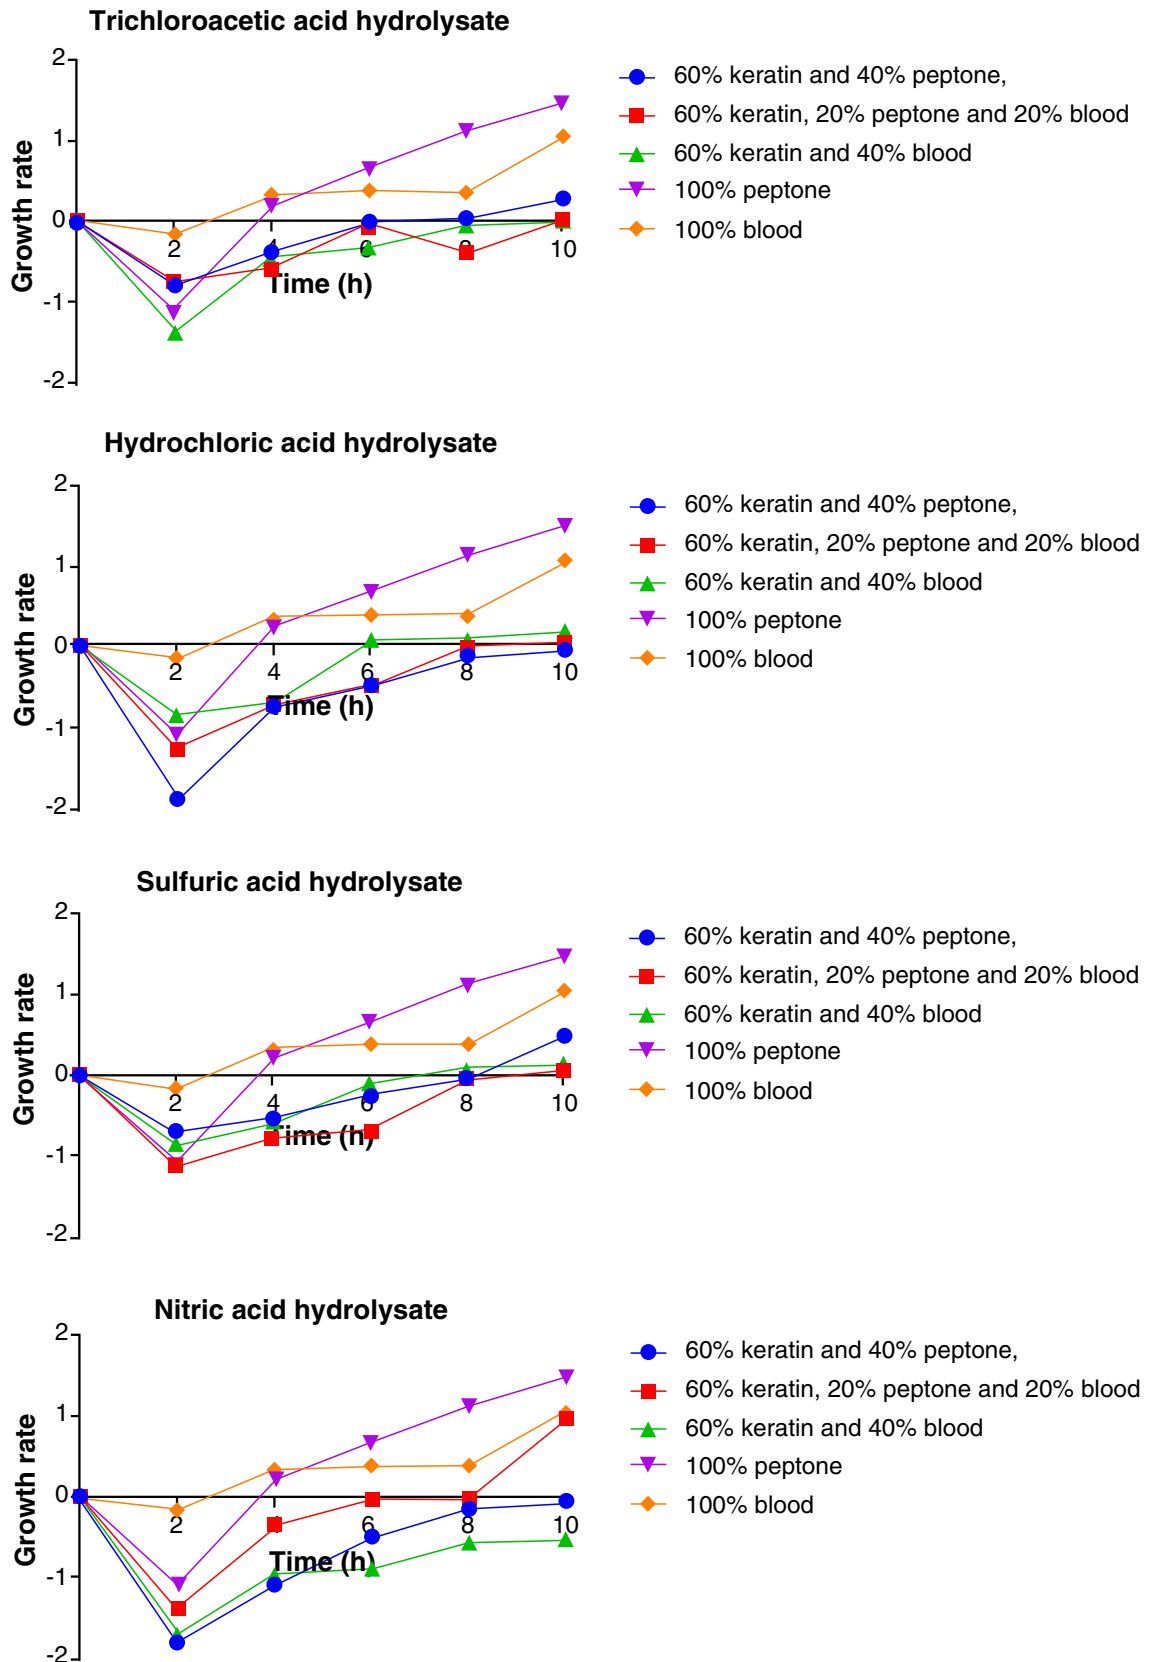 Trichloroacetic acid hydrolysate
2
1
0
-1
-2
Growth rate
2
4
6
8
10
Time (h)
60% keratin and 40% peptone,
60% keratin, 20% peptone and 20% blood
60% keratin and 40% blood
100% peptone
100% blood
Hydrochloric acid hydrolysate
2
1
0
-1
-2
Growth rate
2
4
6
8
10
Time (h)
60% keratin and 40% peptone,
60% keratin, 20% peptone and 20% blood
60% keratin and 40% blood
100% peptone
100% blood
Sulfuric acid hydrolysate
2
1
0
-1
-2
Growth rate
2
4
6
8
10
Time (h)
60% keratin and 40% peptone,
60% keratin, 20% peptone and 20% blood
60% keratin and 40% blood
100% peptone
100% blood
Nitric acid hydrolysate
2
1
0
-1
-2
Growth rate
2
4
6
8
10
Time (h)
60% keratin and 40% peptone,
60% keratin, 20% peptone and 20% blood
60% keratin and 40% blood
100% peptone
100% blood